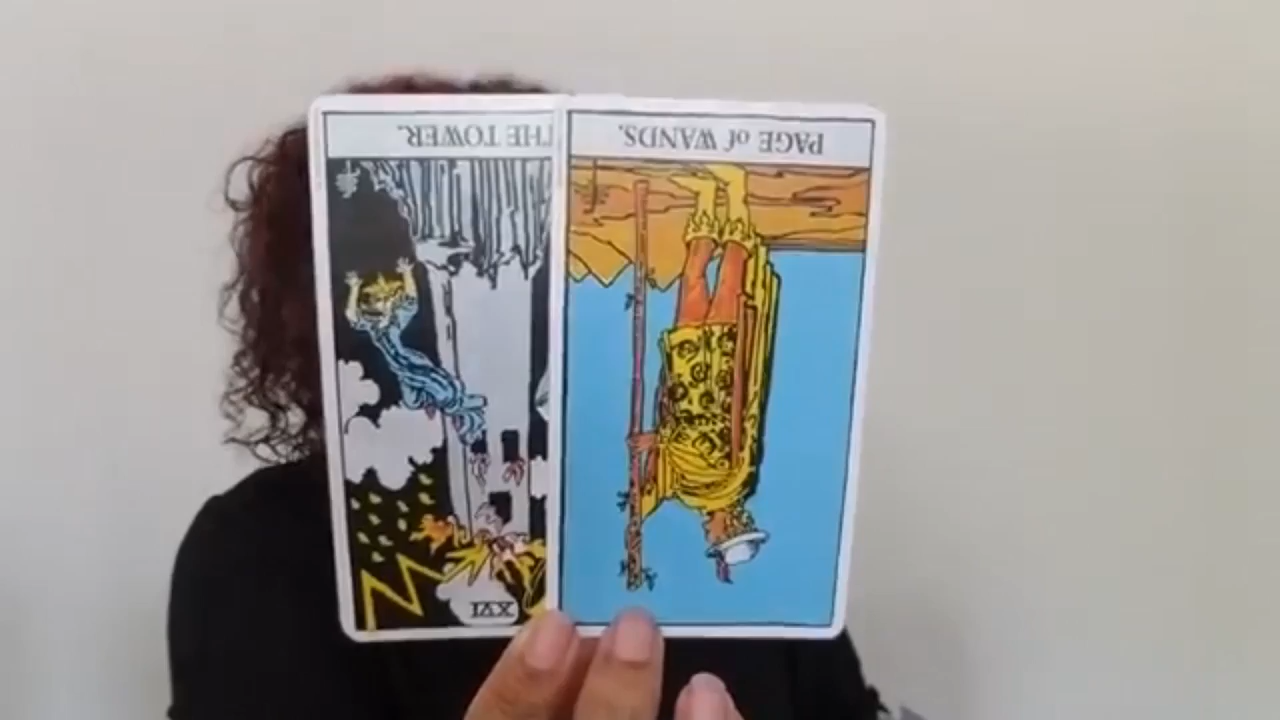 THE TOWER.
PAGE of WANDS.
XVI